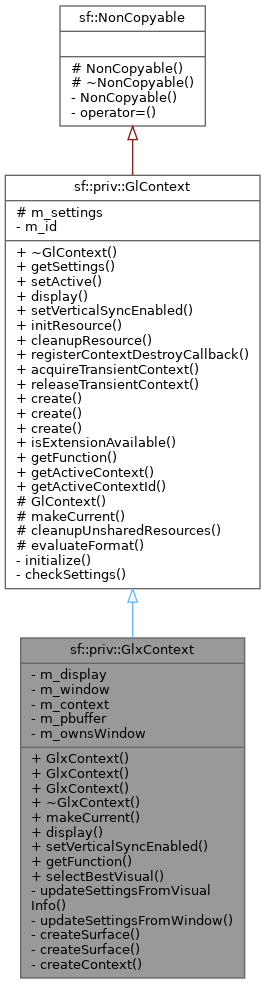 sf::NonCopyable
# NonCopyable()
# ~NonCopyable()
- NonCopyable()
- operator=()
sf::priv::GlContext
# m_settings
- m_id
+ ~GlContext()
+ getSettings()
+ setActive()
+ display()
+ setVerticalSyncEnabled()
+ initResource()
+ cleanupResource()
+ registerContextDestroyCallback()
+ acquireTransientContext()
+ releaseTransientContext()
+ create()
+ create()
+ create()
+ isExtensionAvailable()
+ getFunction()
+ getActiveContext()
+ getActiveContextId()
# GlContext()
# makeCurrent()
# cleanupUnsharedResources()
# evaluateFormat()
- initialize()
- checkSettings()
sf::priv::GlxContext
- m_display
- m_window
- m_context
- m_pbuffer
- m_ownsWindow
+ GlxContext()
+ GlxContext()
+ GlxContext()
+ ~GlxContext()
+ makeCurrent()
+ display()
+ setVerticalSyncEnabled()
+ getFunction()
+ selectBestVisual()
- updateSettingsFromVisual
Info()
- updateSettingsFromWindow()
- createSurface()
- createSurface()
- createContext()